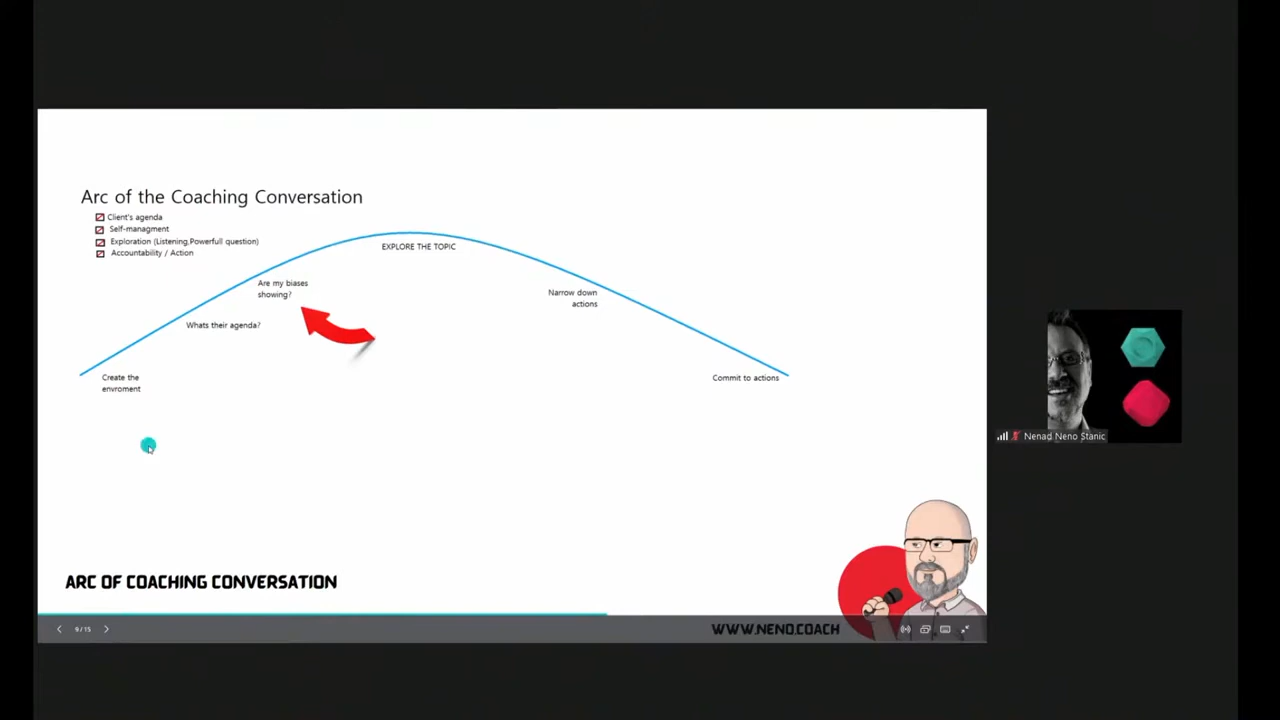 Arc of the Coaching Conversation
Client's agenda
Self-managment
Exploration (Listening,Powerfull question)
Accountability / Action
EXPLORE THE TOPIC
Are my biases
showing?
Narrow down
actions
Whats their agenda?
Create the
enviroment
Commit to actions
Nenad Neno Stanic
ARC OF COACHING CONVERSATION
9 / 15
WWW.NENO.COACH